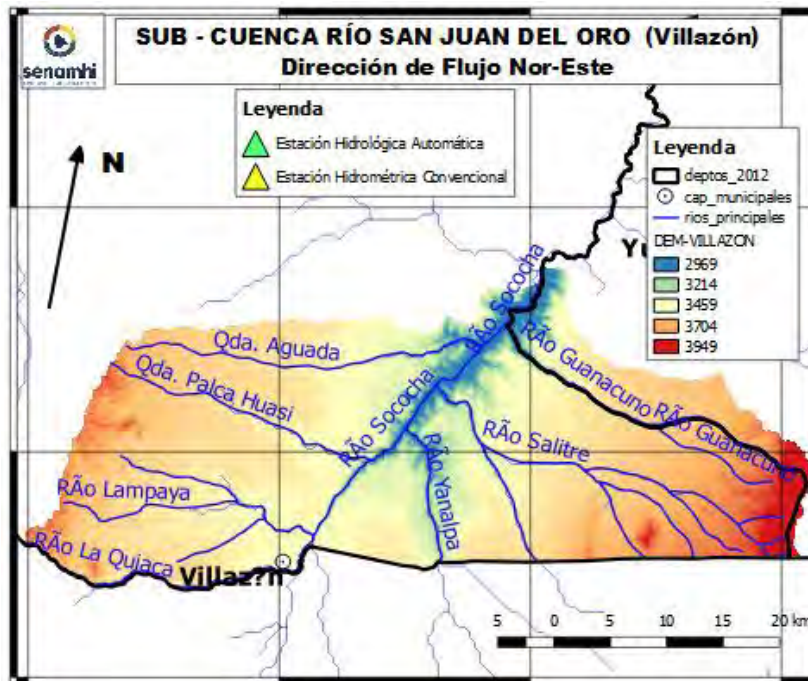 senamhi
SUB - CUENCA RÍO SAN JUAN DEL ORO (Villazón)
Dirección de Flujo Nor-Este
Leyenda
Estación Hidrológica Automática
Estación Hidrométrica Convencional
N
Leyenda
deptos_2012
cap_municipales
rios_principales
DEM-VILLAZON
2969
3214
3459
3704
3949
Yu
RÃo Sococha
Qda. Aguada
RÃo Guanacuno
Qda. Palca Huasi
RÃo Sococha
RÃo Guanacuno
RÃo Salitre
RÃo Yanalpa
RÃo Lampaya
RÃo La Quiaca
Villaz?n
5 0 5 10 15 20 km